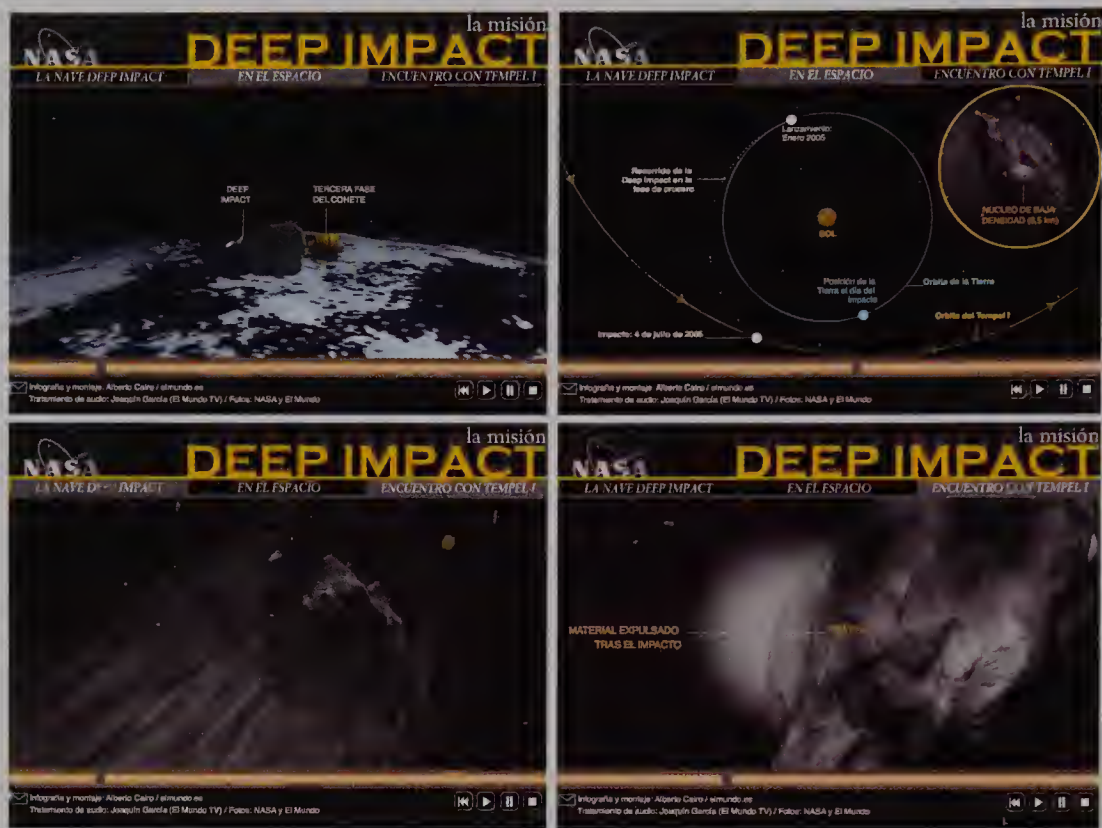 la misión
NASA
DEEP IMPACT
LA NAVE DEEP IMPACT
EN EL ESPACIO
ENCUENTRO CON TEMPEL I
DEEP
IMPACT
TERCERA FASE
DEL COHETE
Infografía y montaje: Alberto Cairo / elmundo.es
Tratamiento de audio: Joaquín García (El Mundo TV) / Fotos: NASA y El Mundo
la misión
NASA
DEEP IMPACT
LA NAVE DEEP IMPACT
EN EL ESPACIO
ENCUENTRO CON TEMPEL I
Lanzamiento:
Enero 2005
Recorrido de la
Deep Impact en la
fase de crucero
NUCLEO DE BAJA
DENSIDAD (6,5 km)
SOL
Posición de la
Tierra el día del
impacto
Orbita de la Tierra
Orbita del Tempel I
Impacto: 4 de julio de 2005
Infografía y montaje: Alberto Cairo / elmundo.es
Tratamiento de audio: Joaquín García (El Mundo TV) / Fotos: NASA y El Mundo
la misión
NASA
DEEP IMPACT
LA NAVE DEEP IMPACT
EN EL ESPACIO
ENCUENTRO CON TEMPEL I
Infografía y montaje: Alberto Cairo / elmundo.es
Tratamiento de audio: Joaquín García (El Mundo TV) / Fotos: NASA y El Mundo
la misión
NASA
DEEP IMPACT
LA NAVE DEEP IMPACT
EN EL ESPACIO
ENCUENTRO CON TEMPEL I
MATERIAL EXPULSADO
TRAS EL IMPACTO
Infografía y montaje: Alberto Cairo / elmundo.es
Tratamiento de audio: Joaquín García (El Mundo TV) / Fotos: NASA y El Mundo